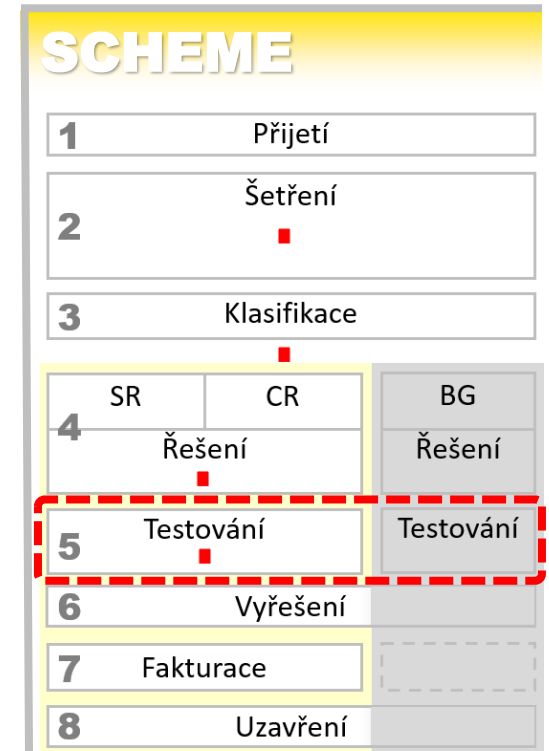 SCHEME
1 Přijetí
Šetření
2
3 Klasifikace
SR CR BG
4
Řešení Řešení
Testování Testování
5
6 Vyřešení
7 Fakturace
8 Uzavření